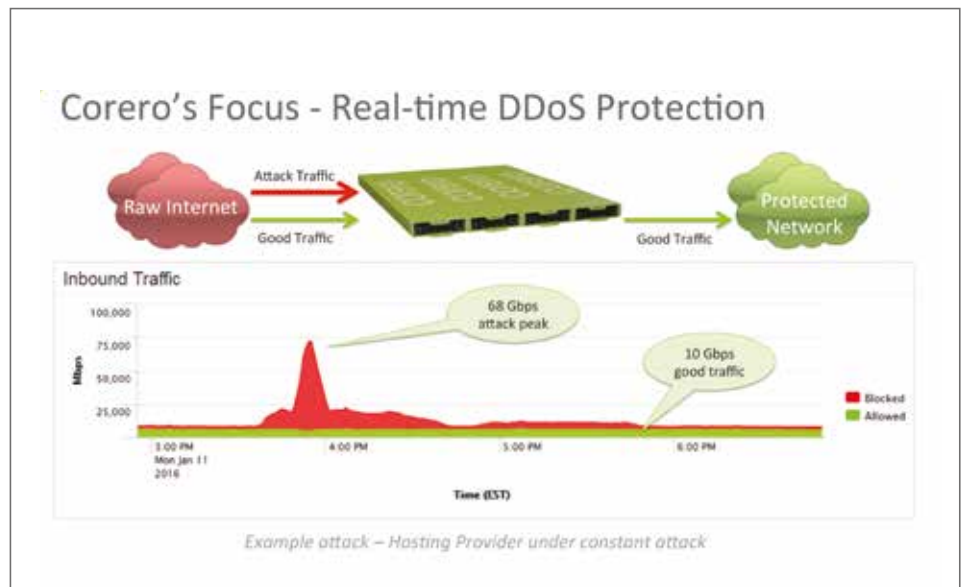 Corero's Focus - Real-time DDoS Protection
Raw Internet
Attack Traffic
Good Traffic
Good Traffic
Protected
Network
Inbound Traffic
68 Gbps
attack peak
10 Gbps
good traffic
100,000
75,000
50,000
25,000
Mbps
Blocked
Allowed
3:00 PM
4:00 PM
5:00 PM
6:00 PM
Mon Jan 11
2016
Time (EST)
Example attack – Hosting Provider under constant attack